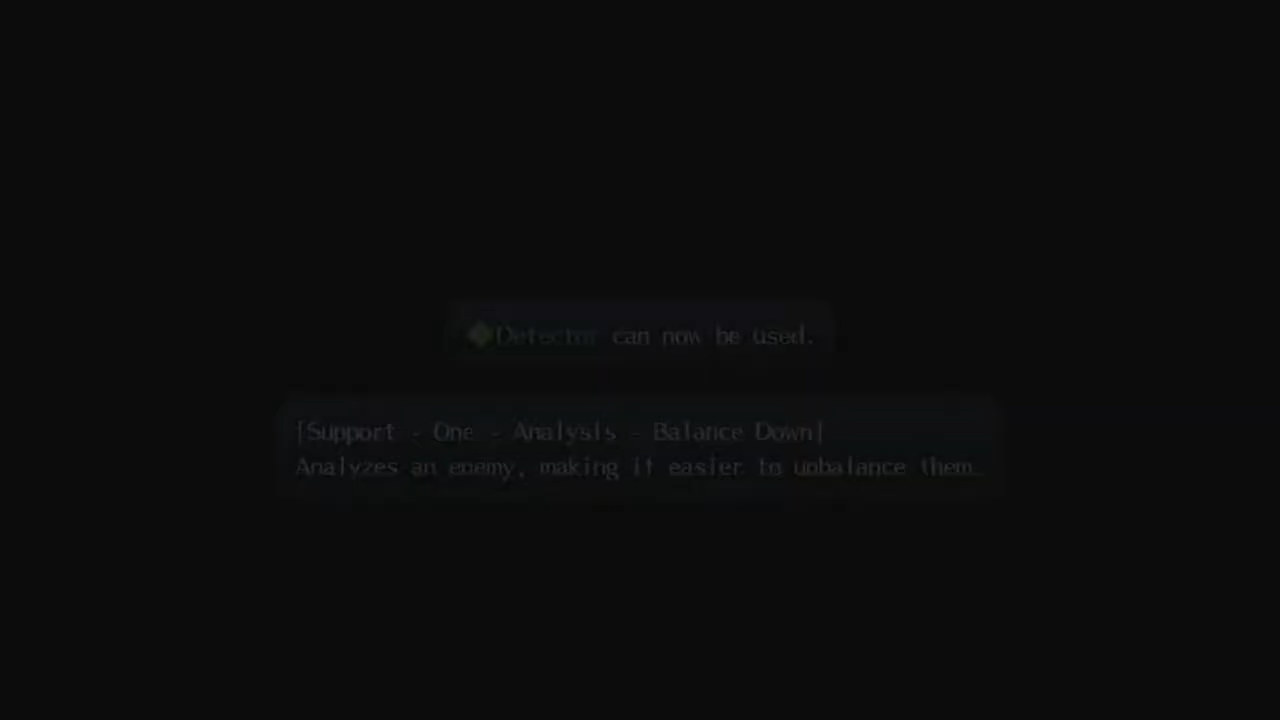 ◆Detector can now be used.
[Support - One - Analysis - Balance Down]
Analyzes an enemy, making it easier to unbalance them.